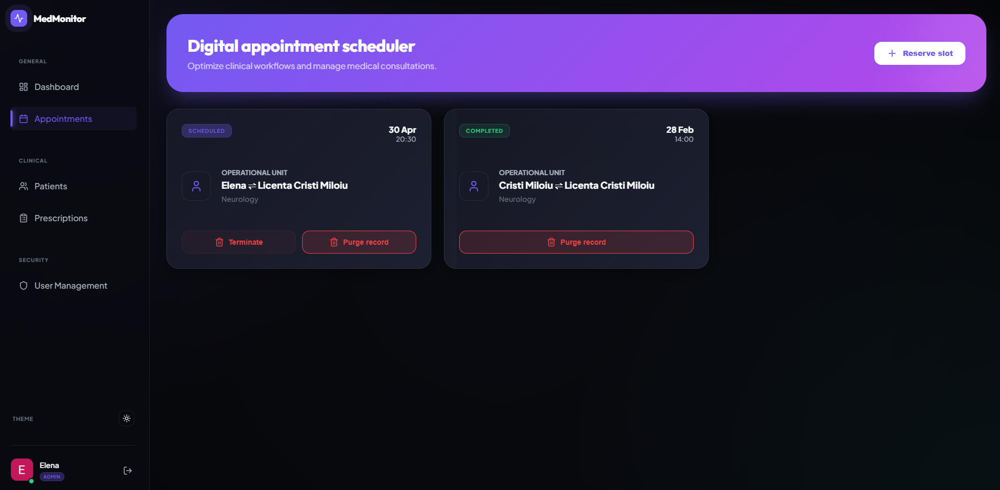 MedMonitor
GENERAL
Dashboard
Appointments
CLINICAL
Patients
Prescriptions
SECURITY
User Management
THEME
E
Elena
ADMIN
Digital appointment scheduler
Optimize clinical workflows and manage medical consultations.
Reserve slot
SCHEDULED
30 Apr
20:30
OPERATIONAL UNIT
Elena ⇌ Licenta Cristi Miloiu
Neurology
Terminate
Purge record
COMPLETED
28 Feb
14:00
OPERATIONAL UNIT
Cristi Miloiu ⇌ Licenta Cristi Miloiu
Neurology
Purge record